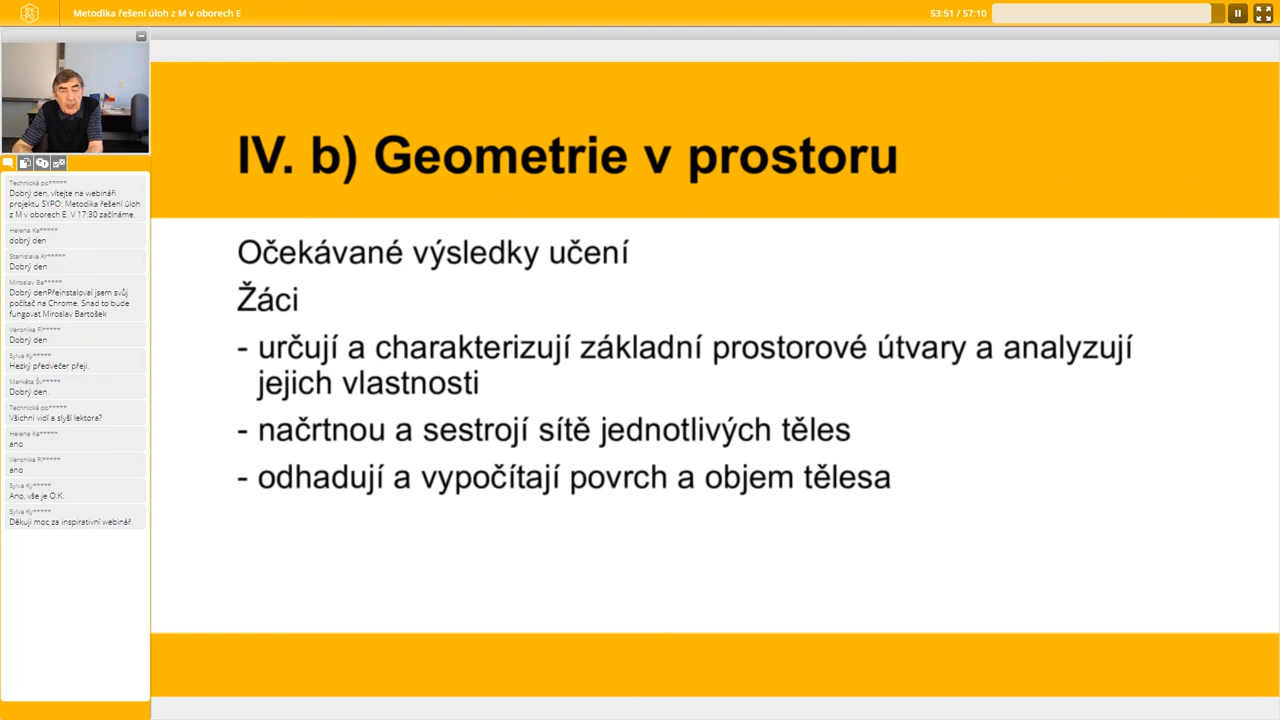 SYPO
Metodika řešení úloh z M v oborech E
53:51 / 57:10
IV. b) Geometrie v prostoru
Očekávané výsledky učení
Žáci
- určují a charakterizují základní prostorové útvary a analyzují
jejich vlastnosti
- načrtnou a sestrojí sítě jednotlivých těles
- odhadují a vypočítají povrch a objem tělesa
Technická po*****
Dobrý den, vítejte na webináři
projektu SYPO: Metodika řešení úloh
z M v oborech E. V 17:30 začínáme.
Helena Ka*****
dobrý den
Stanislava Kr*****
Dobrý den
Miroslav Ba*****
Dobrý denPřeinstaloval jsem svůj
počítač na Chrome. Snad to bude
fungovat.Miroslav Bartošek
Veronika Fi*****
Dobrý den
Sylva Ky*****
Hezký předvečer přeji.
Markéta Šv*****
Dobrý den.
Technická po*****
Všichni vidí a slyší lektora?
Helena Ka*****
ano
Veronika Fi*****
ano
Sylva Ky*****
Ano, vše je O.K.
Sylva Ky*****
Děkuji moc za inspirativní webinář.